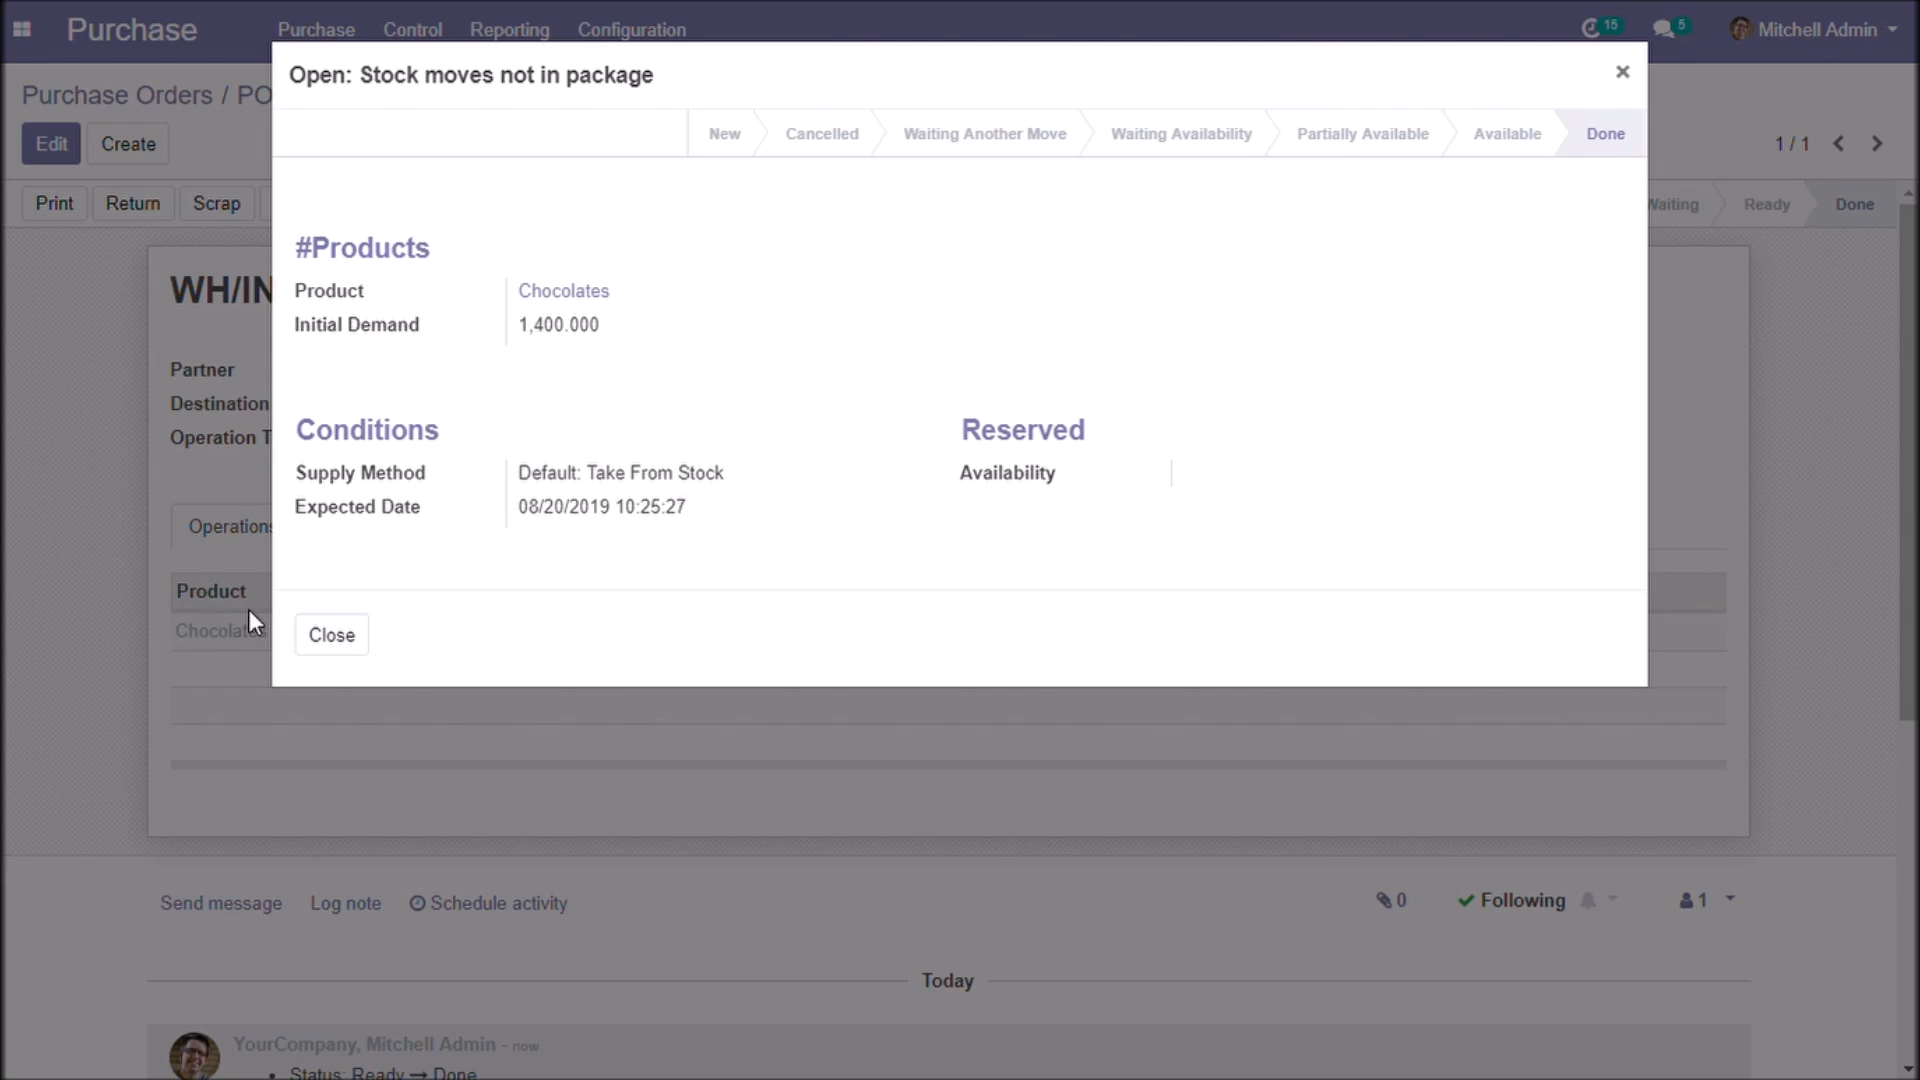 Purchase Purchase Control Reporting Configuration 15 5 Mitchell Admin
Open: Stock moves not in package ×
Purchase Orders / PO
New Cancelled Waiting Another Move Waiting Availability Partially Available Available Done
Edit Create 1 / 1
Print Return Scrap Waiting Ready Done
#Products
WH/IN
Product Chocolates
Initial Demand 1,400.000
Partner
Destination
Conditions Reserved
Operation T
Supply Method Default: Take From Stock Availability
Expected Date 08/20/2019 10:25:27
Operations
Product
Chocolates
Close
Send message Log note Schedule activity 0 Following 1
Today
YourCompany, Mitchell Admin - now
• Status: Ready → Done